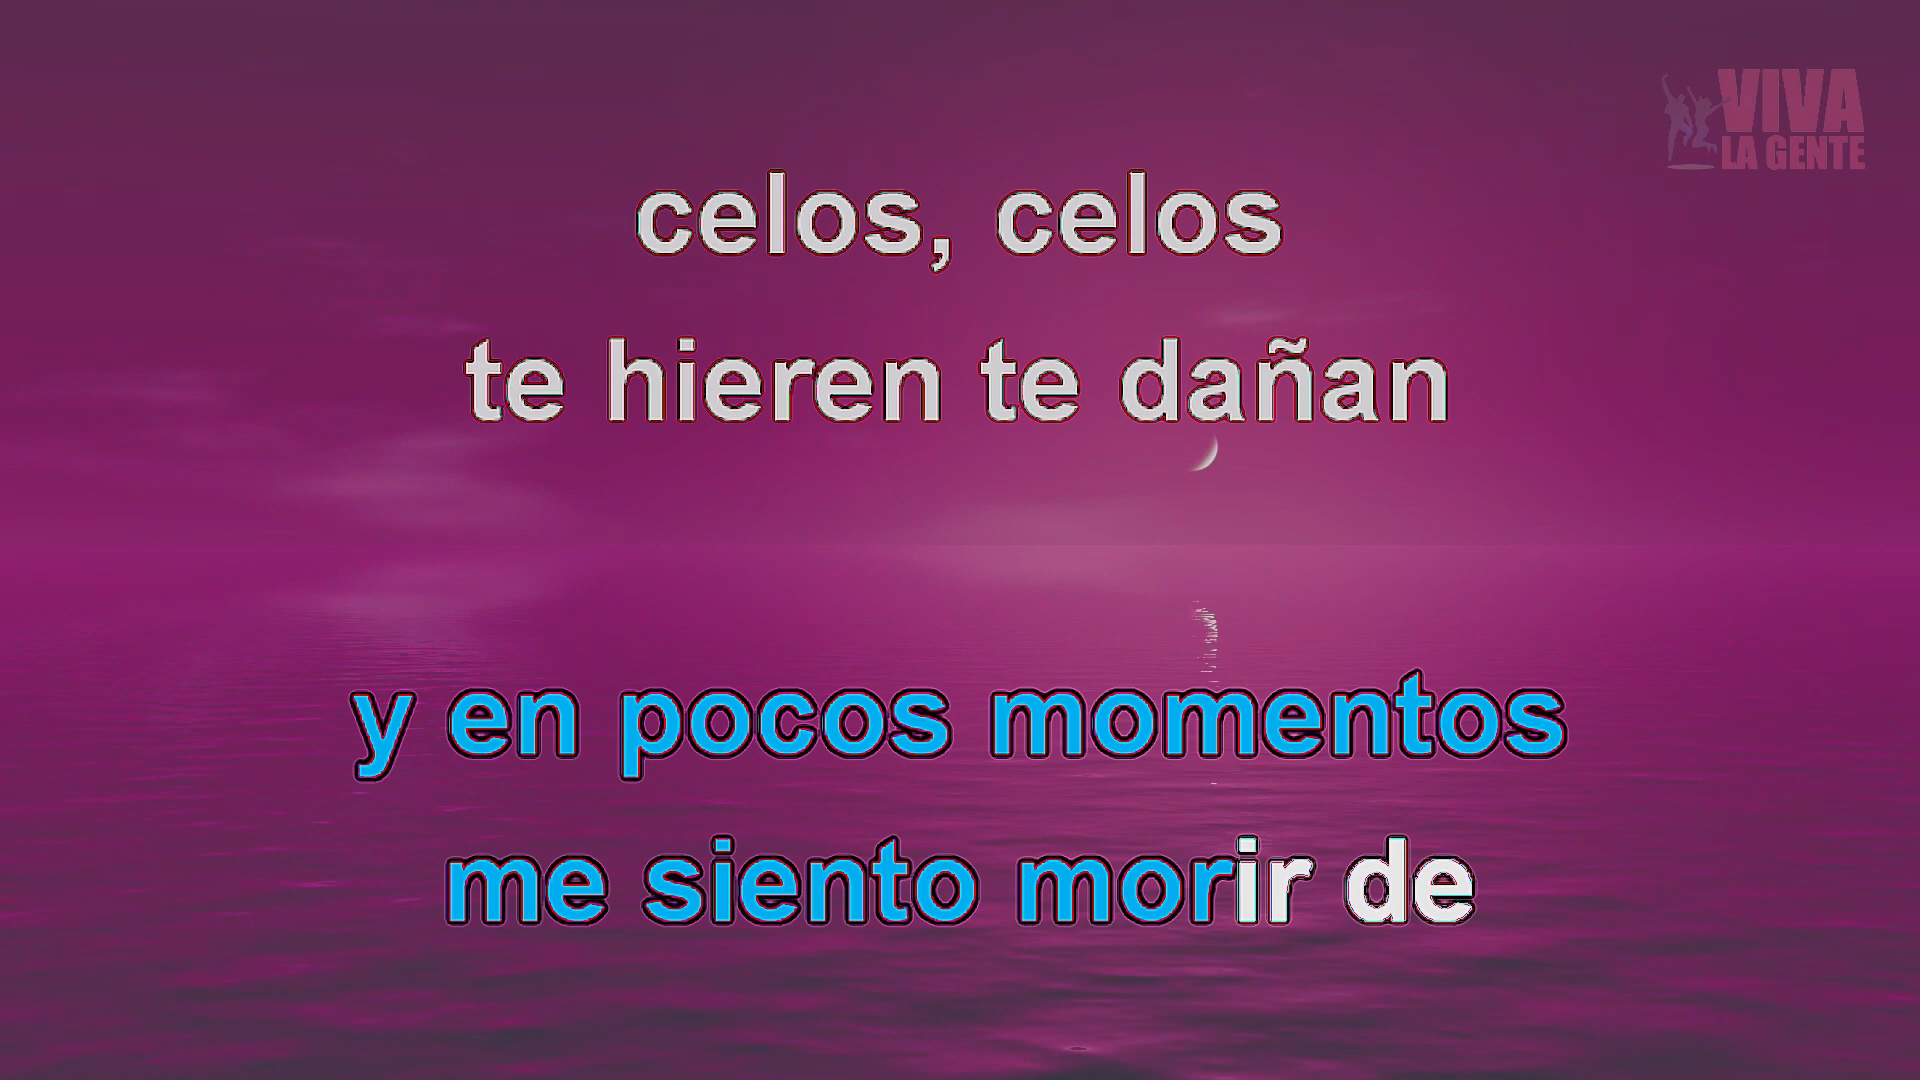 VIVA
LA GENTE
celos, celos
te hieren te dañan
y en pocos momentos
me siento morir de